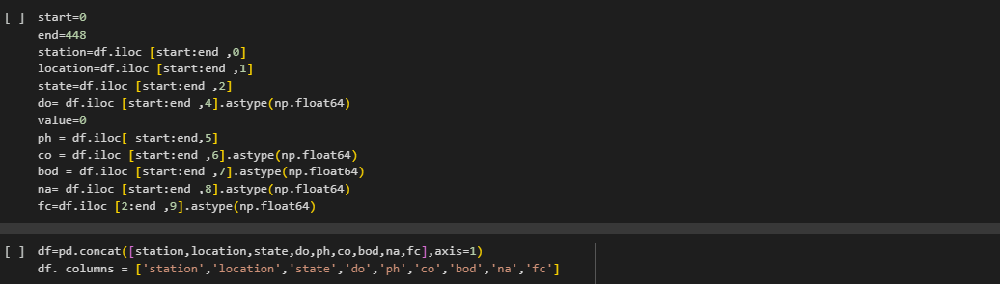 [ ] start=0
end=448
station=df.iloc [start:end ,0]
location=df.iloc [start:end ,1]
state=df.iloc [start:end ,2]
do= df.iloc [start:end ,4].astype(np.float64)
value=0
ph = df.iloc[ start:end,5]
co = df.iloc [start:end ,6].astype(np.float64)
bod = df.iloc [start:end ,7].astype(np.float64)
na= df.iloc [start:end ,8].astype(np.float64)
fc=df.iloc [2:end ,9].astype(np.float64)
[ ] df=pd.concat([station,location,state,do,ph,co,bod,na,fc],axis=1)
df. columns = ['station','location','state','do','ph','co','bod','na','fc']